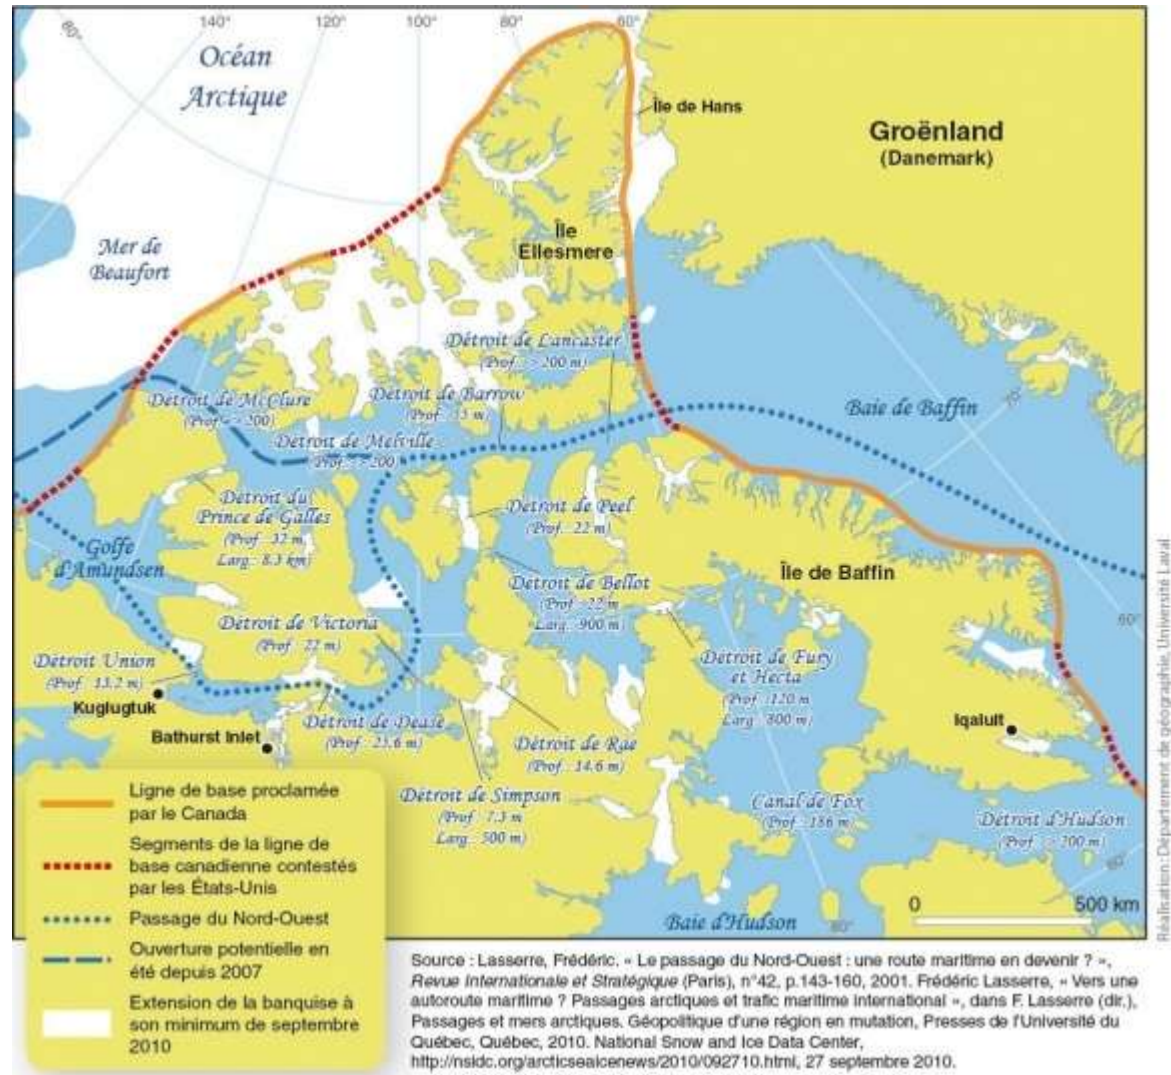 80°
140°
120°
100°
80°
60°
Océan
Arctique
Île de Hans
Groënland
(Danemark)
Mer de
Beaufort
Île
Ellesmere
Détroit de Lancaster
(Prof. : > 200 m)
Détroit de McClure
(Prof. : > 200)
Détroit de Barrow
(Prof. : 15 m)
Baie de Baffin
70°
Détroit de Melville
(Prof. : > 200)
Détroit du
Prince de Galles
(Prof. : 32 m
Larg. : 8.3 km)
Détroit de Peel
(Prof. : 22 m)
Golfe
d'Amundsen
Île de Baffin
Détroit de Bellot
(Prof. : 22 m
Larg. : 900 m)
Détroit de Victoria
(Prof. : 22 m)
60°
Détroit Union
(Prof. : 13.2 m)
Détroit de Fury
et Hecta
(Prof. : 120 m
Larg. : 800 m)
Kuglugtuk
Détroit de Dease
(Prof. : 23.6 m)
Iqaluit
Bathurst Inlet
Détroit de Rae
(Prof. : 14.6 m)
Détroit de Simpson
(Prof. : 7.3 m
Larg. : 500 m)
Canal de Fox
(Prof. : 186 m)
Détroit d'Hudson
(Prof. : > 200 m)
60°
0
500 km
Baie d'Hudson
80°
Ligne de base proclamée
par le Canada
Segments de la ligne de
base canadienne contestés
par les États-Unis
Passage du Nord-Ouest
Ouverture potentielle en
été depuis 2007
Extension de la banquise à
son minimum de septembre
2010
Source : Lasserre, Frédéric. « Le passage du Nord-Ouest : une route maritime en devenir ? »,
Revue Internationale et Stratégique (Paris), n°42, p.143-160, 2001. Frédéric Lasserre, « Vers une
autoroute maritime ? Passages arctiques et trafic maritime international », dans F. Lasserre (dir.),
Passages et mers arctiques. Géopolitique d'une région en mutation, Presses de l'Université du
Québec, Québec, 2010. National Snow and Ice Data Center,
http://nsidc.org/arcticseaicenews/2010/092710.html, 27 septembre 2010.
Réalisation : Département de géographie, Université Laval